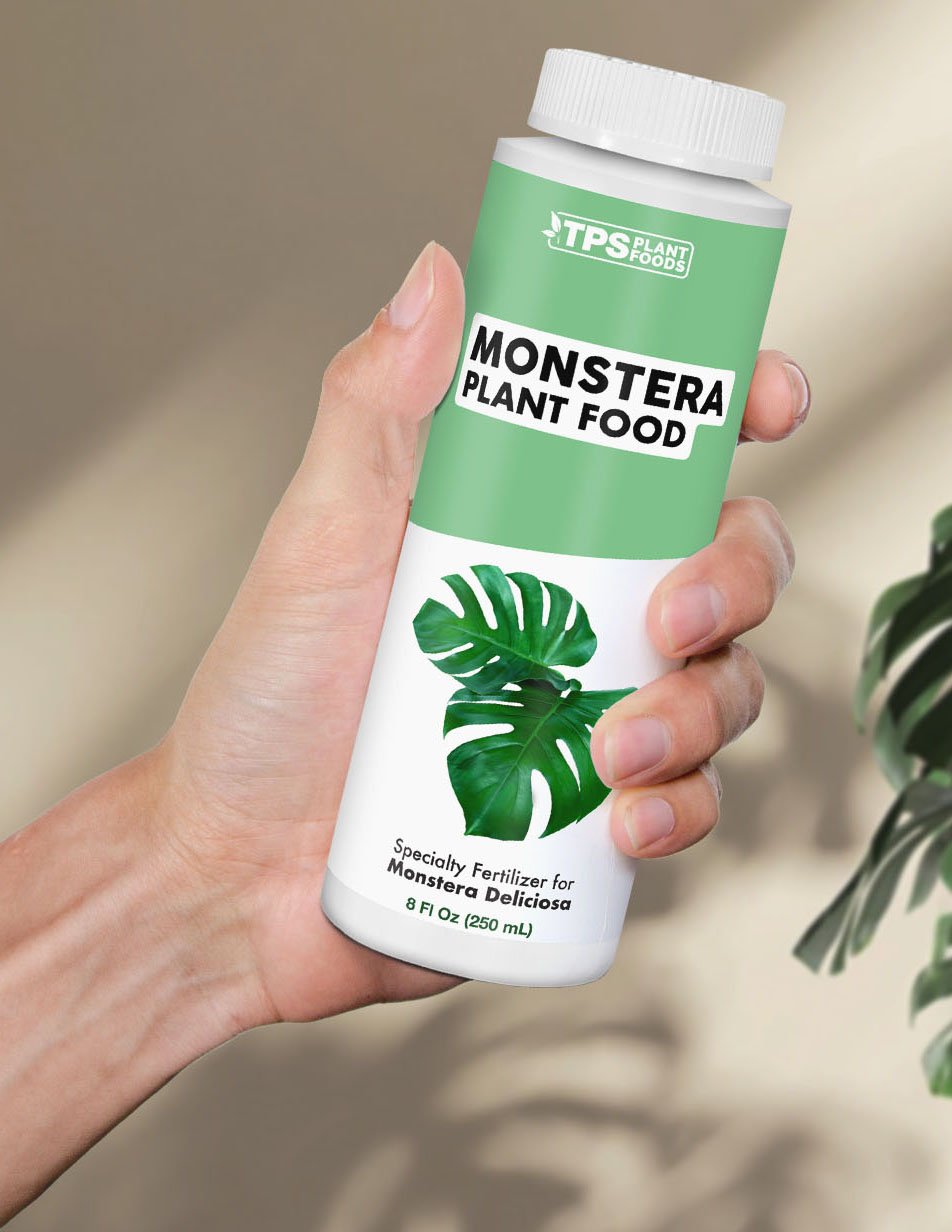 TPS PLANT
FOODS
MONSTERA
PLANT FOOD
Specialty Fertilizer for
Monstera Deliciosa
8 Fl Oz (250 mL)